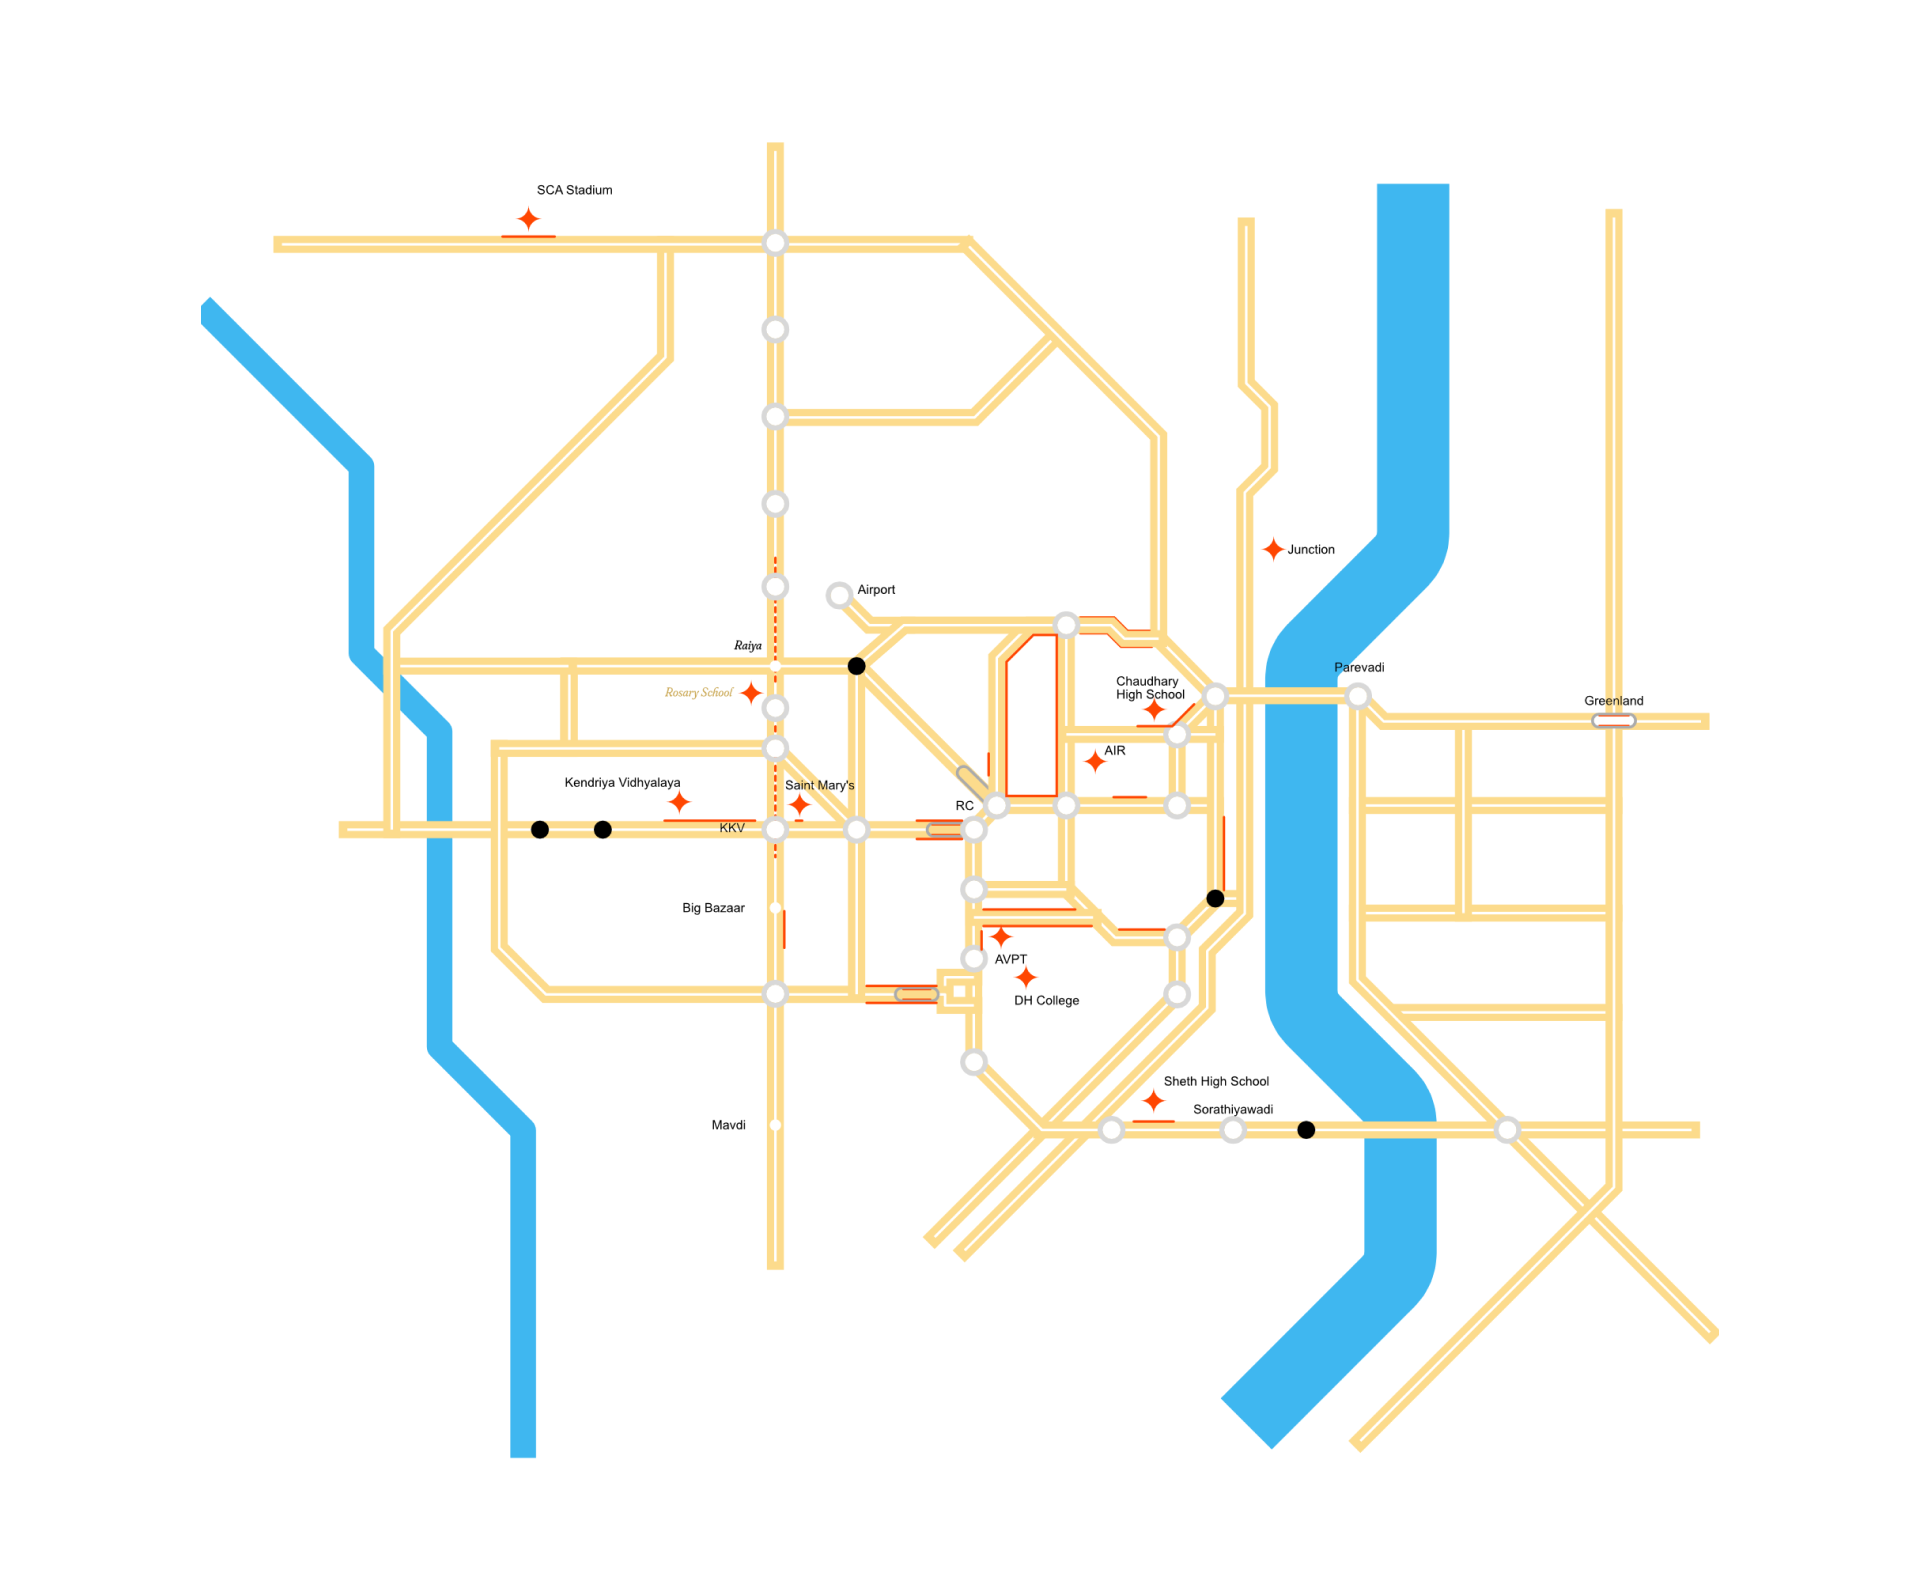 SCA Stadium
Junction
Airport
Raiya
Parevadi
Chaudhary
High School
Rosary School
Greenland
AIR
Kendriya Vidhyalaya
Saint Mary's
RC
KKV
Big Bazaar
AVPT
DH College
Sheth High School
Sorathiyawadi
Mavdi